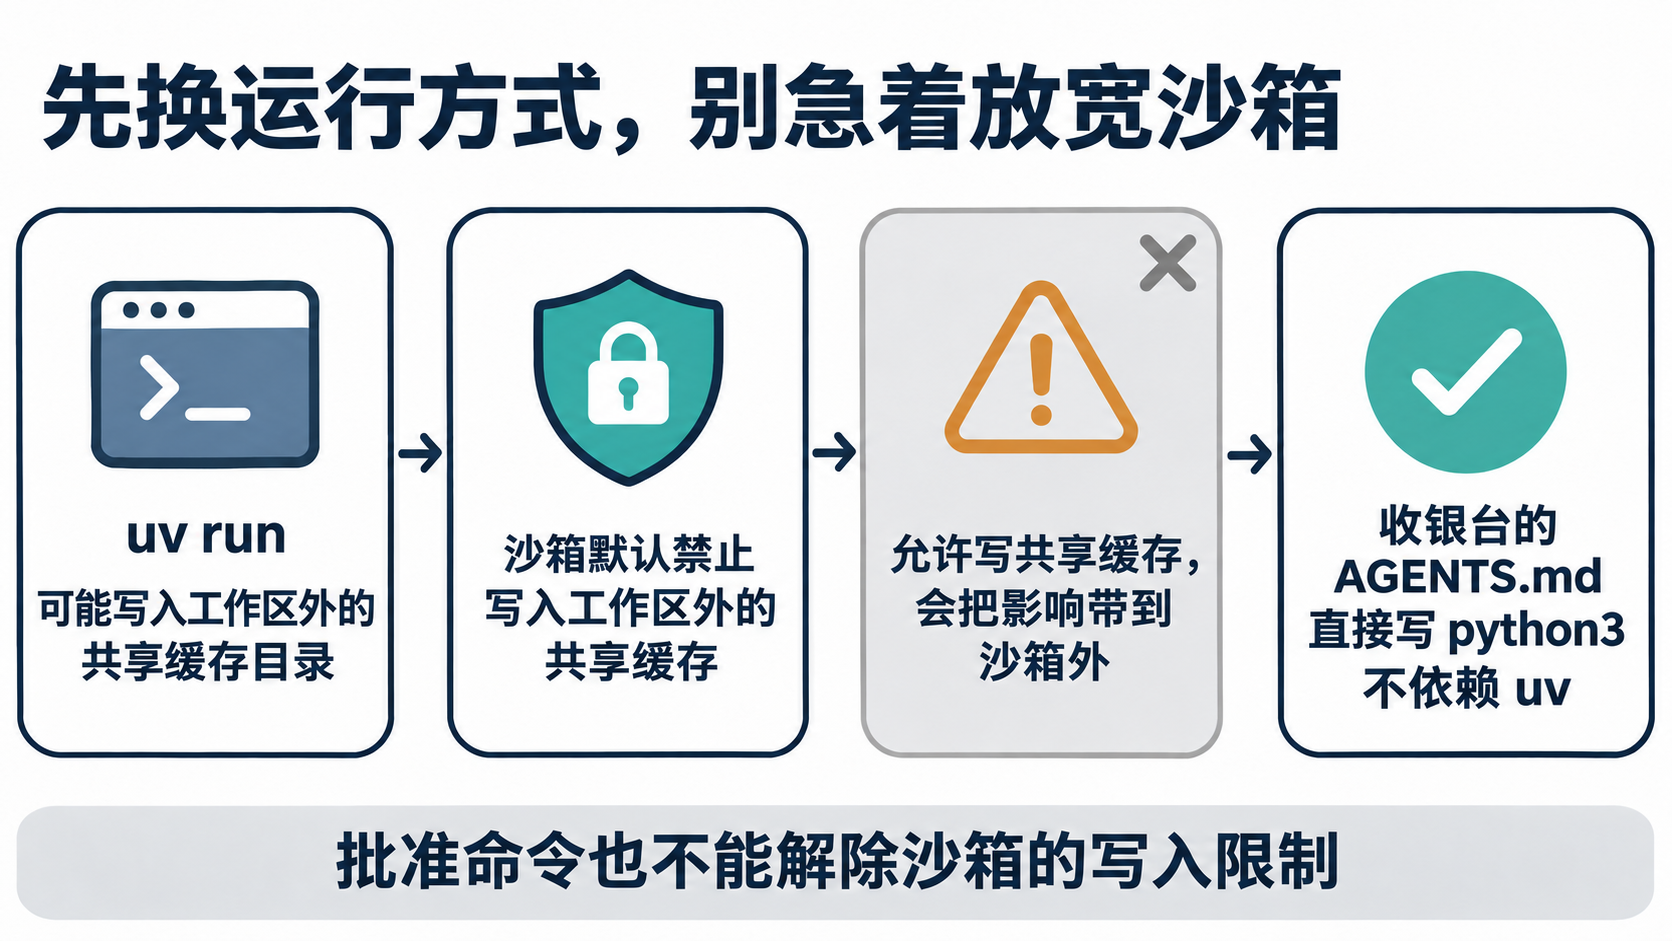 先换运行方式，别急着放宽沙箱
uv run
可能写入工作区外的
共享缓存目录
沙箱默认禁止
写入工作区外的
共享缓存
允许写共享缓存，
会把影响带到
沙箱外
收银台的
AGENTS.md
直接写 python3
不依赖 uv
批准命令也不能解除沙箱的写入限制